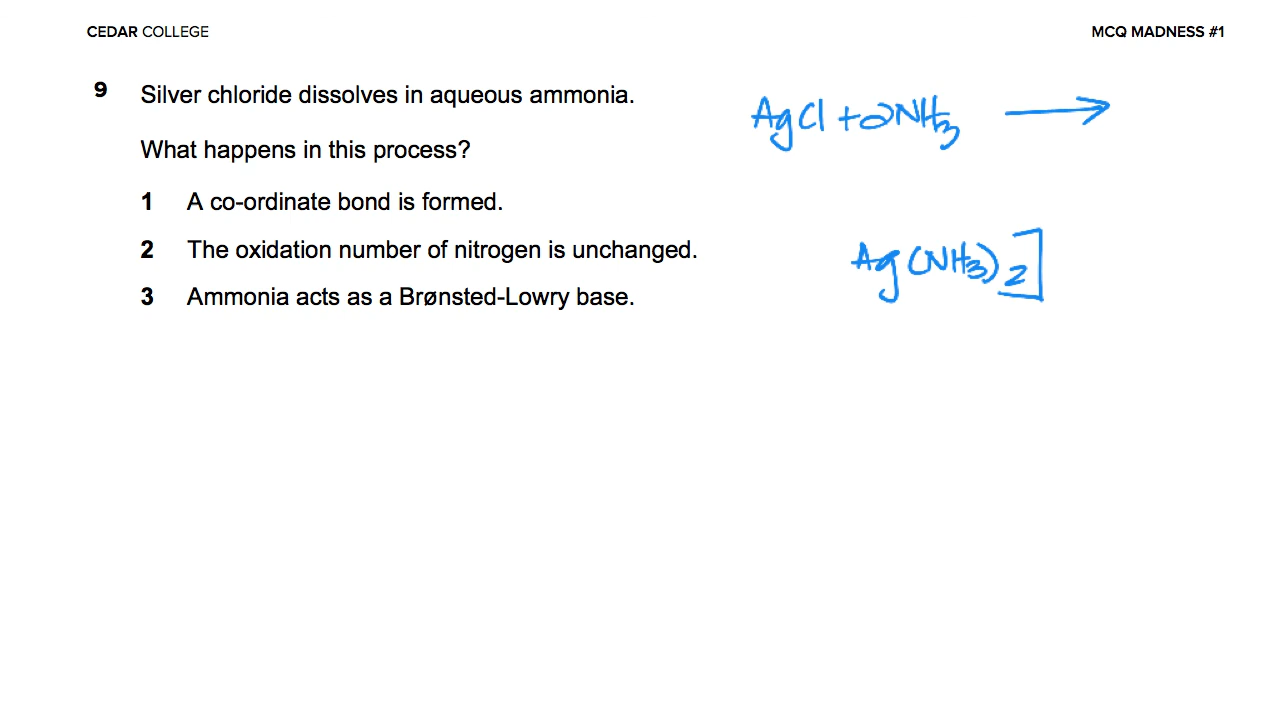 CEDAR COLLEGE
MCQ MADNESS #1
9 Silver chloride dissolves in aqueous ammonia.
What happens in this process?
1 A co-ordinate bond is formed.
2 The oxidation number of nitrogen is unchanged.
3 Ammonia acts as a Brønsted-Lowry base.
AgCl + 2NH3 ⟶
Ag(NH3)2]